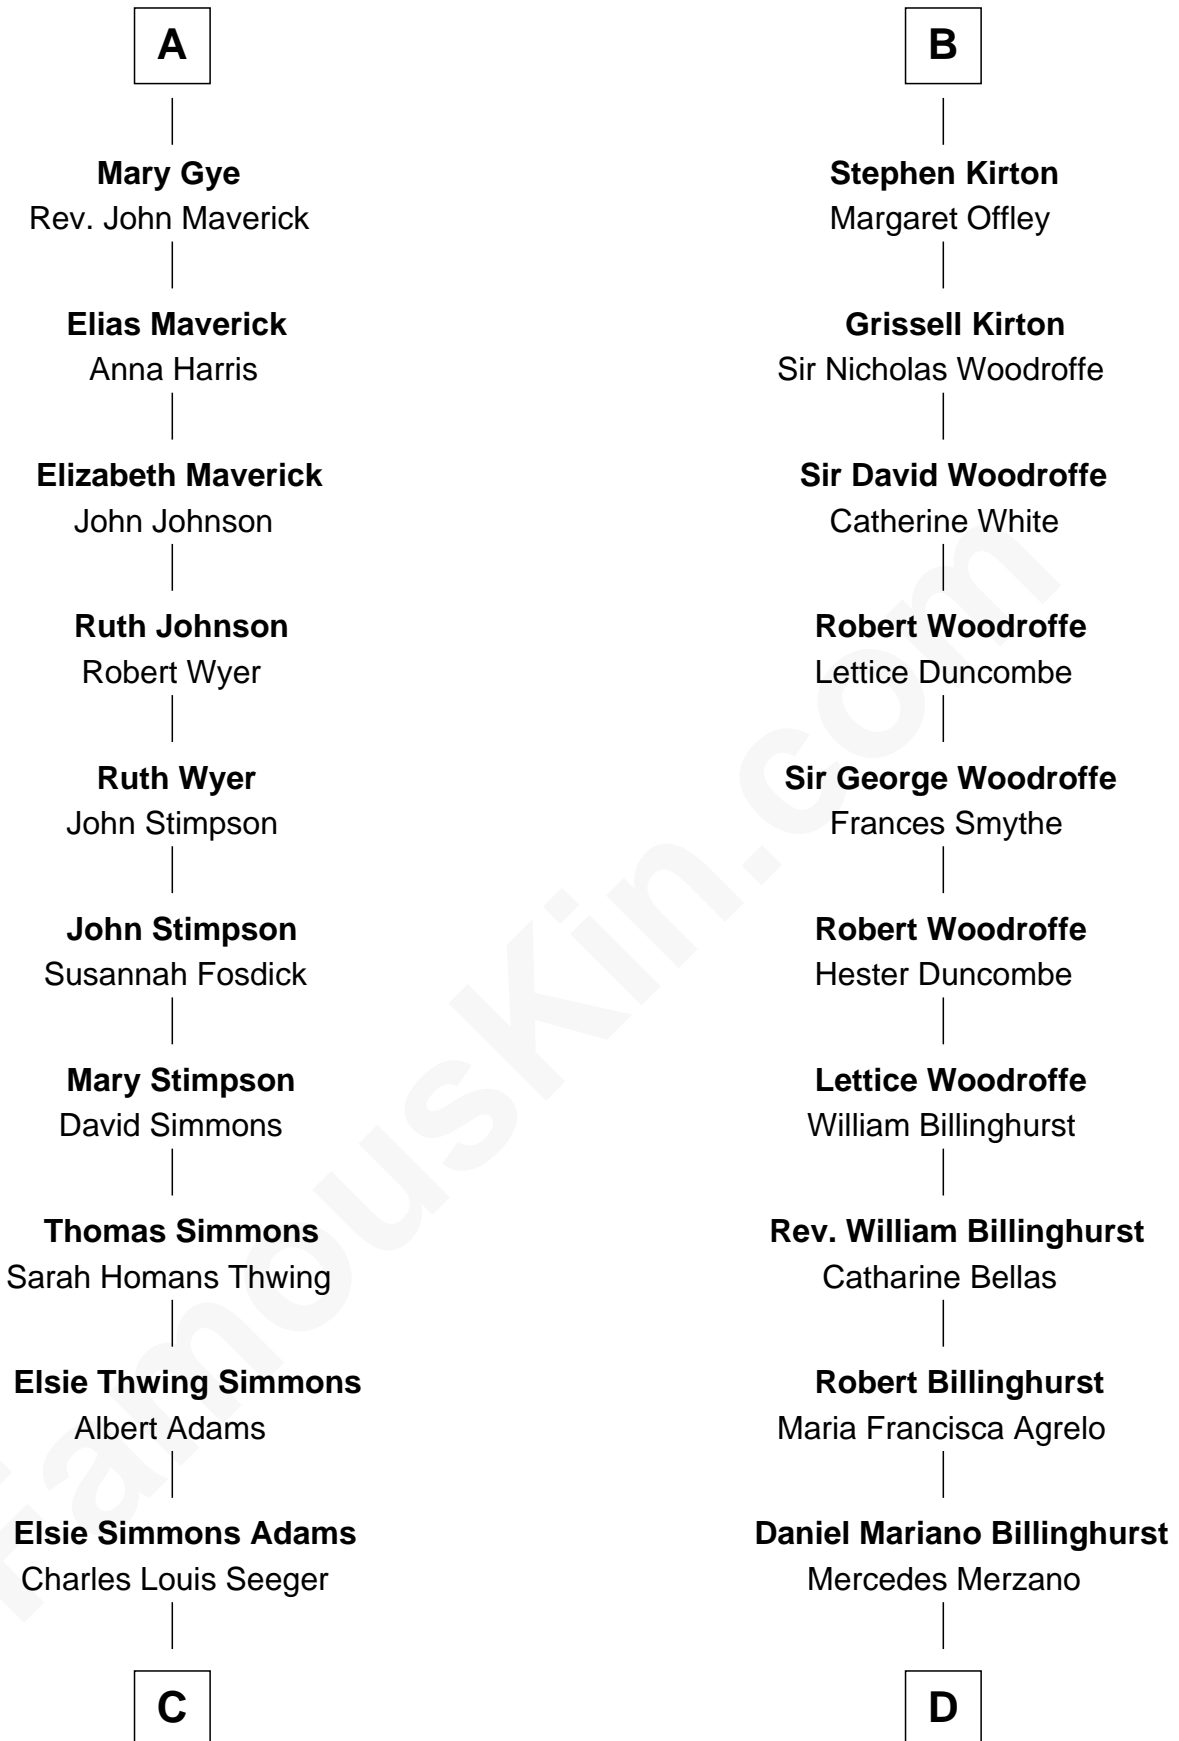 A
Mary Gye
Rev. John Maverick
Elias Maverick
Anna Harris
Elizabeth Maverick
John Johnson
Ruth Johnson
Robert Wyer
Ruth Wyer
John Stimpson
John Stimpson
Susannah Fosdick
Mary Stimpson
David Simmons
Thomas Simmons
Sarah Homans Thwing
Elsie Thwing Simmons
Albert Adams
Elsie Simmons Adams
Charles Louis Seeger
C
B
Stephen Kirton
Margaret Offley
Grissell Kirton
Sir Nicholas Woodroffe
Sir David Woodroffe
Catherine White
Robert Woodroffe
Lettice Duncombe
Sir George Woodroffe
Frances Smythe
Robert Woodroffe
Hester Duncombe
Lettice Woodroffe
William Billinghurst
Rev. William Billinghurst
Catharine Bellas
Robert Billinghurst
Maria Francisca Agrelo
Daniel Mariano Billinghurst
Mercedes Merzano
D
FamousKin.com